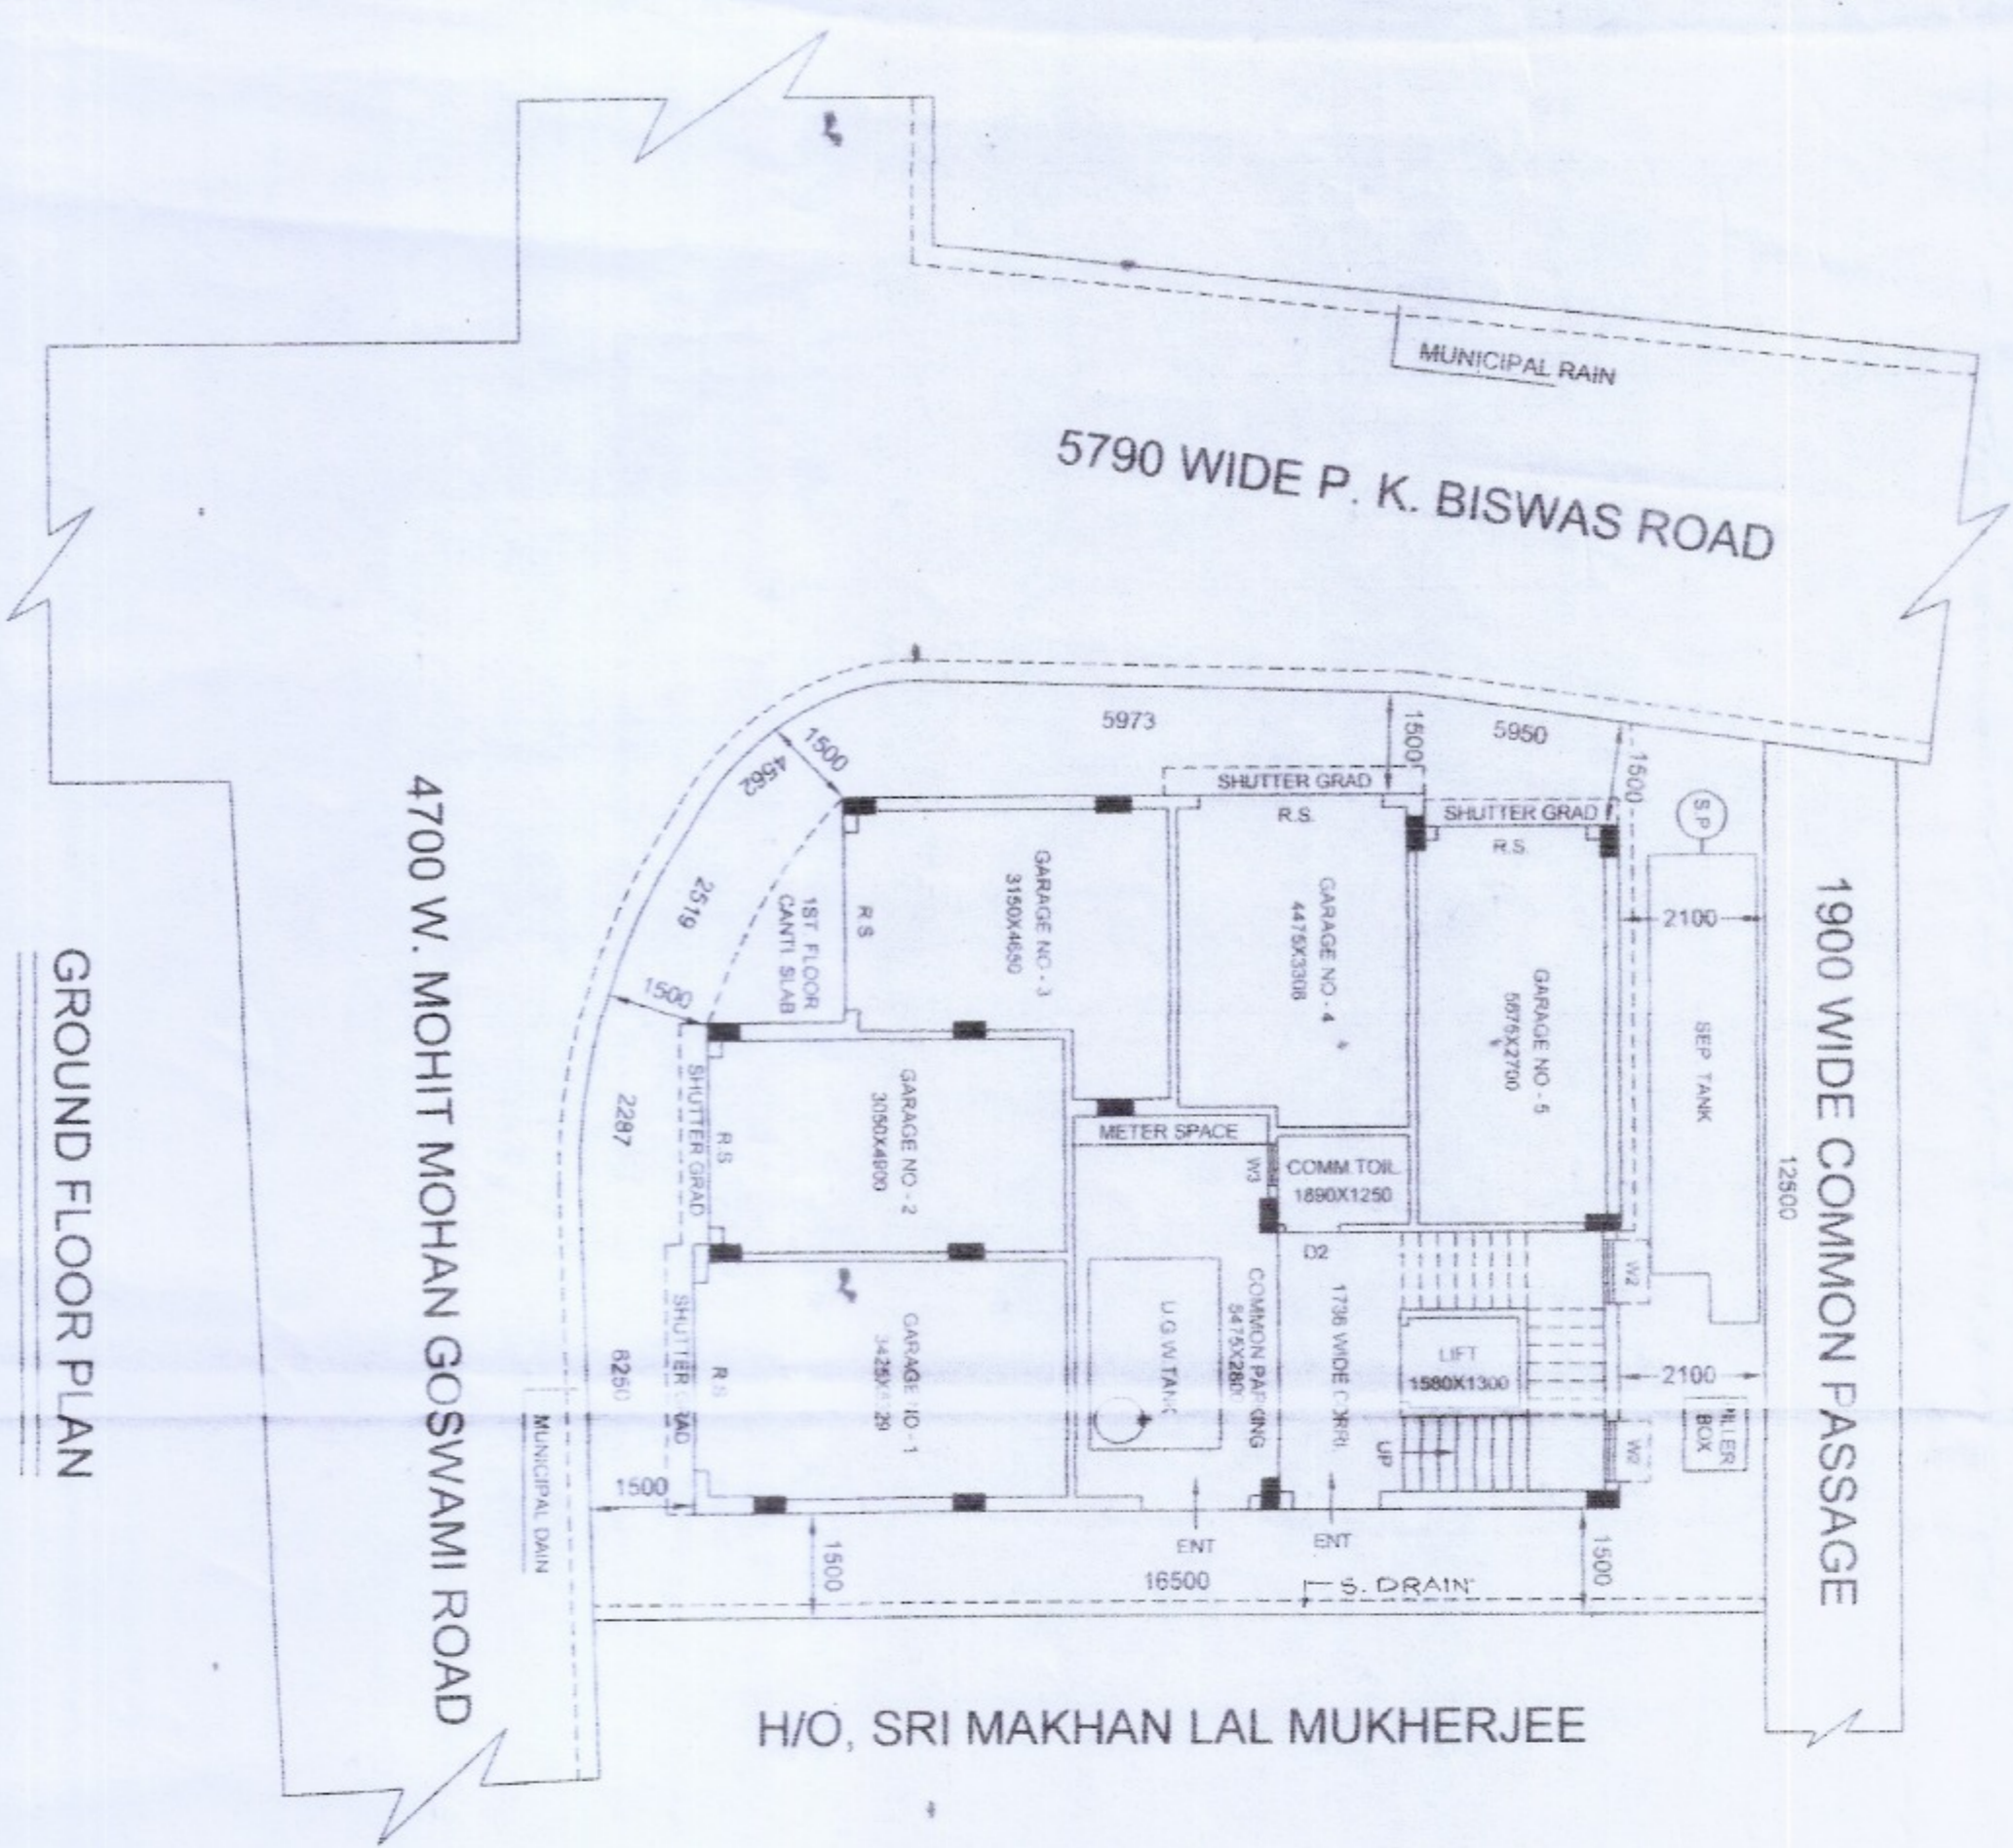 MUNICIPAL RAIN
5790 WIDE P. K. BISWAS ROAD
5973
1500
5950
1500
1500
4562
2519
1500
2287
6250
1500
SHUTTER GRAD
R.S.
SHUTTER GRAD
R.S.
S.P
GARAGE NO - 3
3150X4650
R.S
1ST. FLOOR
CANTI SLAB
GARAGE NO - 4
4475X3306
GARAGE NO - 5
5675X2700
2100
SEP TANK
12500
1900 WIDE COMMON PASSAGE
METER SPACE
W3
COMM.TOIL.
1890X1250
D2
GARAGE NO - 2
3050X4900
R.S
SHUTTER GRAD
GARAGE NO - 1
R.S
SHUTTER GRAD
U.G.W.TANK
COMMON PARKING
5475X2800
1736 WIDE CORRI.
LIFT
1580X1300
UP
W2
W2
2100
BOX
ENT
ENT
1500
16500
S. DRAIN
1500
MUNICIPAL DAIN
4700 W. MOHIT MOHAN GOSWAMI ROAD
H/O, SRI MAKHAN LAL MUKHERJEE
GROUND FLOOR PLAN